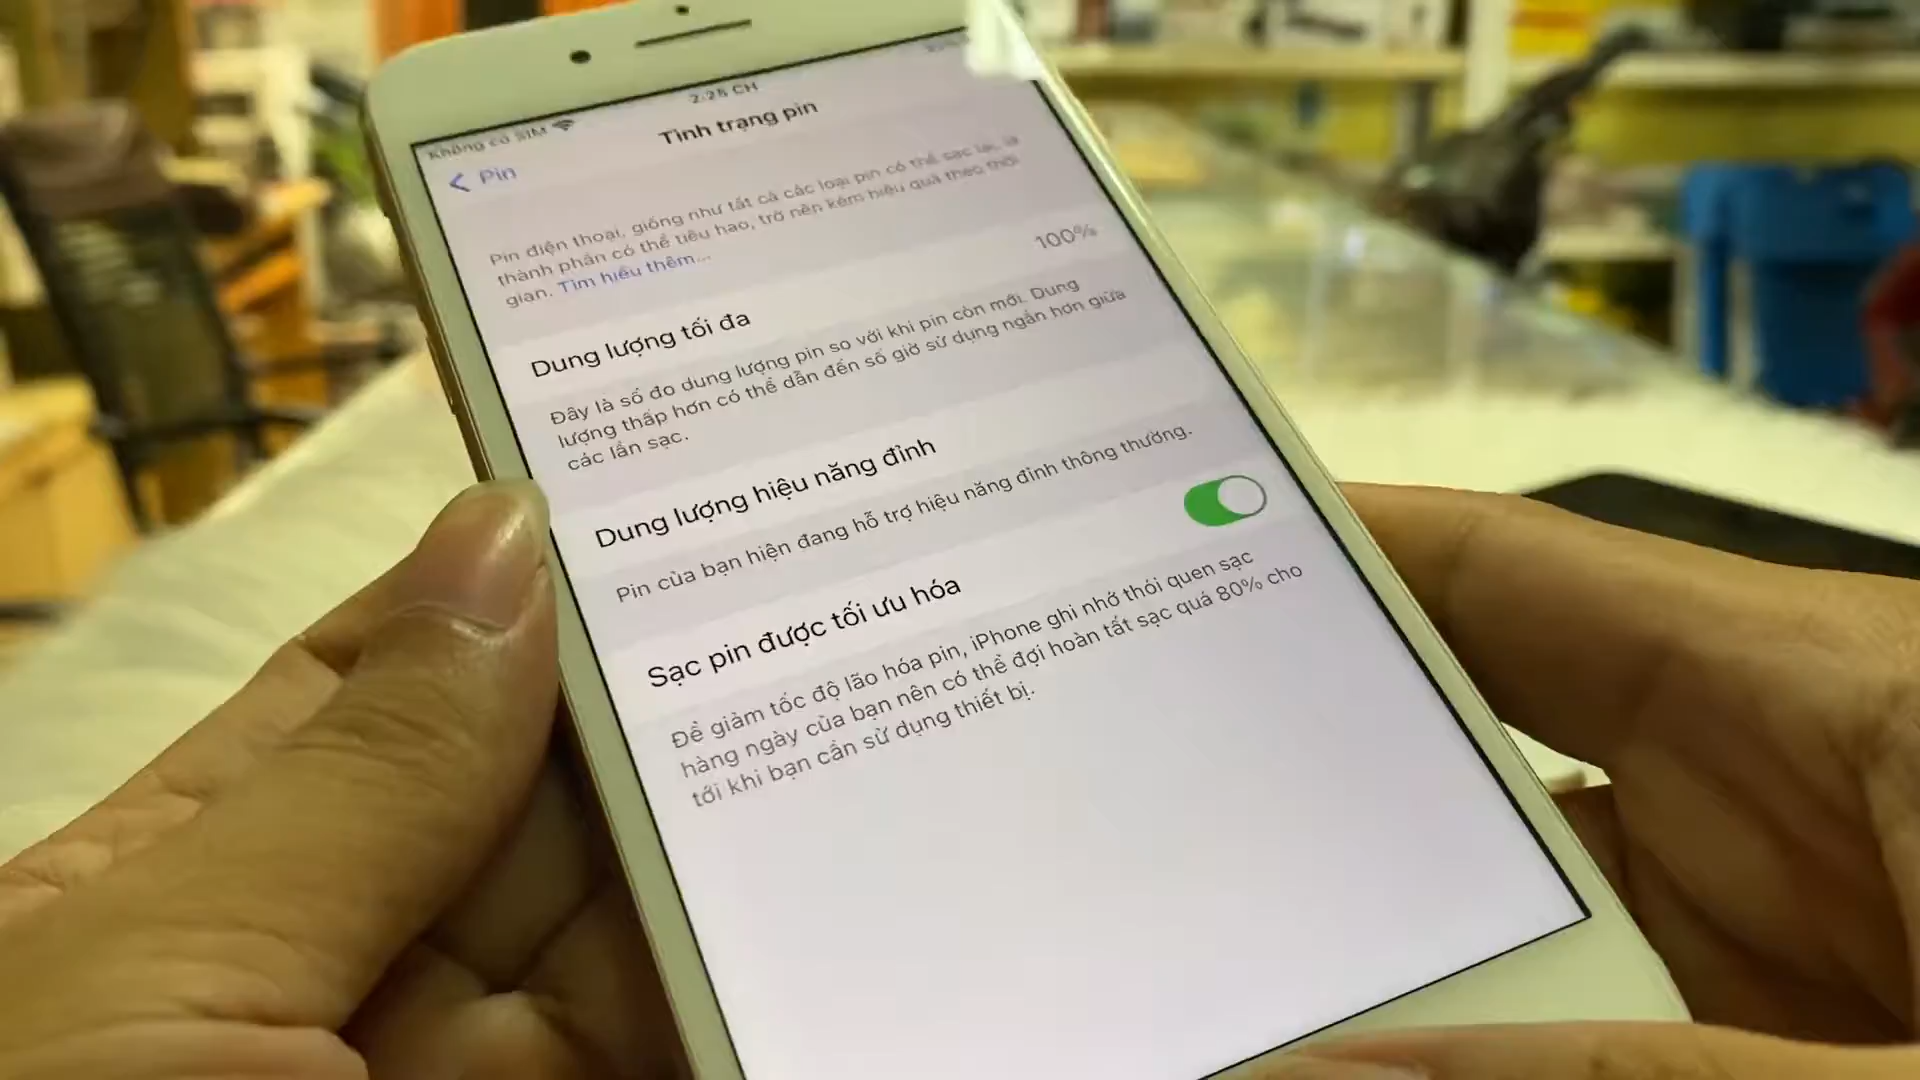 Không có SIM
2:25 CH
< Pin
Tình trạng pin
Pin điện thoại, giống như tất cả các loại pin có thể sạc lại, là
thành phần có thể tiêu hao, trở nên kém hiệu quả theo thời
gian. Tìm hiểu thêm...
Dung lượng tối đa 100%
Đây là số đo dung lượng pin so với khi pin còn mới. Dung
lượng thấp hơn có thể dẫn đến số giờ sử dụng ngắn hơn giữa
các lần sạc.
Dung lượng hiệu năng đỉnh
Pin của bạn hiện đang hỗ trợ hiệu năng đỉnh thông thường.
Sạc pin được tối ưu hóa
Để giảm tốc độ lão hóa pin, iPhone ghi nhớ thói quen sạc
hàng ngày của bạn nên có thể đợi hoàn tất sạc quá 80% cho
tới khi bạn cần sử dụng thiết bị.